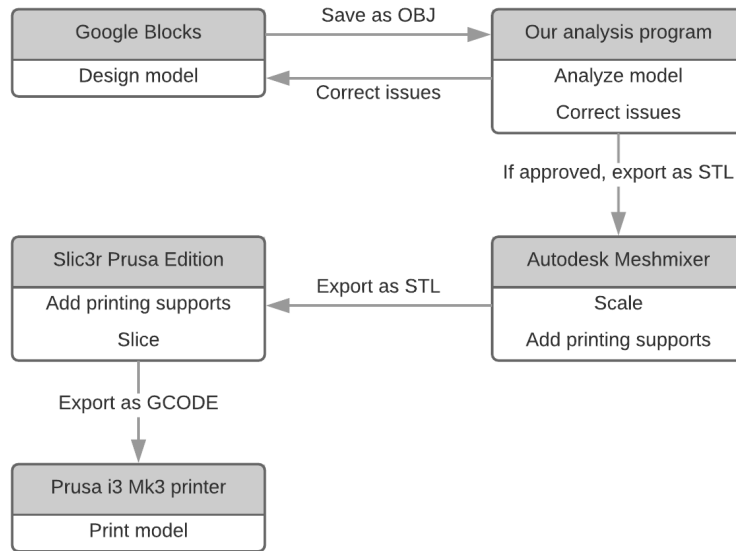 Google Blocks
Design model
Save as OBJ
Correct issues
Our analysis program
Analyze model
Correct issues
If approved, export as STL
Autodesk Meshmixer
Scale
Add printing supports
Export as STL
Slic3r Prusa Edition
Add printing supports
Slice
Export as GCODE
Prusa i3 Mk3 printer
Print model